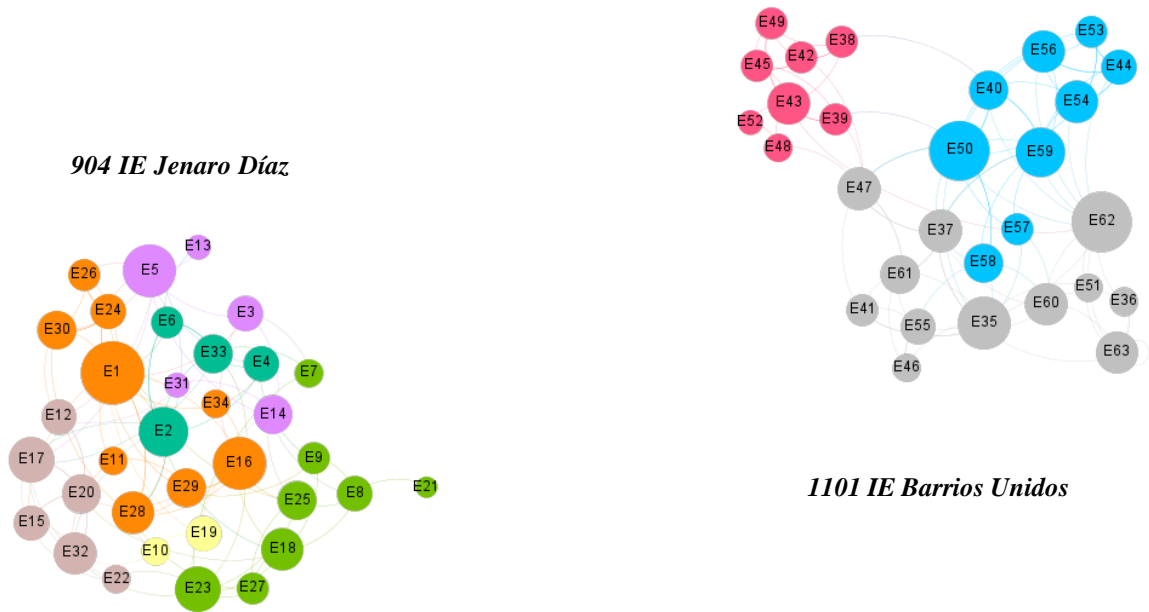 904 IE Jenaro Díaz
E13
E5
E26
E24
E3
E6
E30
E33
E4
E1
E7
E31
E34
E12
E14
E2
E17
E11
E16
E9
E29
E20
E25
E8
E21
E28
E15
E19
E32
E10
E18
E22
E23
E27
E49
E38
E42
E45
E43
E39
E52
E48
E53
E56
E44
E40
E54
E50
E59
E47
E62
E37
E57
E58
E61
E51
E36
E60
E41
E55
E35
E63
E46
1101 IE Barrios Unidos